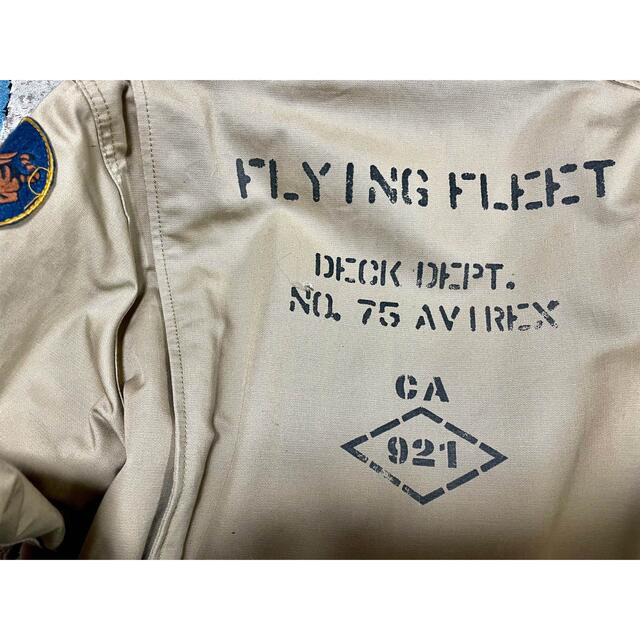 FLYING FLEET
DECK DEPT.
NO. 75 AVIREX
CA
921